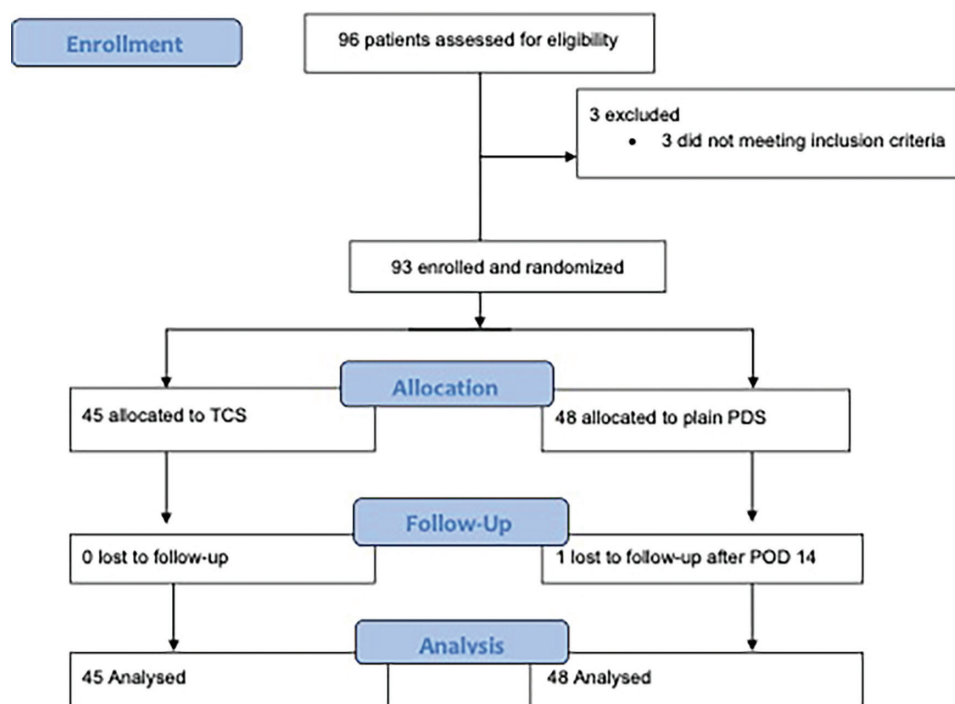 Enrollment
96 patients assessed for eligibility
3 excluded
• 3 did not meeting inclusion criteria
93 enrolled and randomized
Allocation
45 allocated to TCS
48 allocated to plain PDS
Follow-Up
0 lost to follow-up
1 lost to follow-up after POD 14
Analysis
45 Analysed
48 Analysed